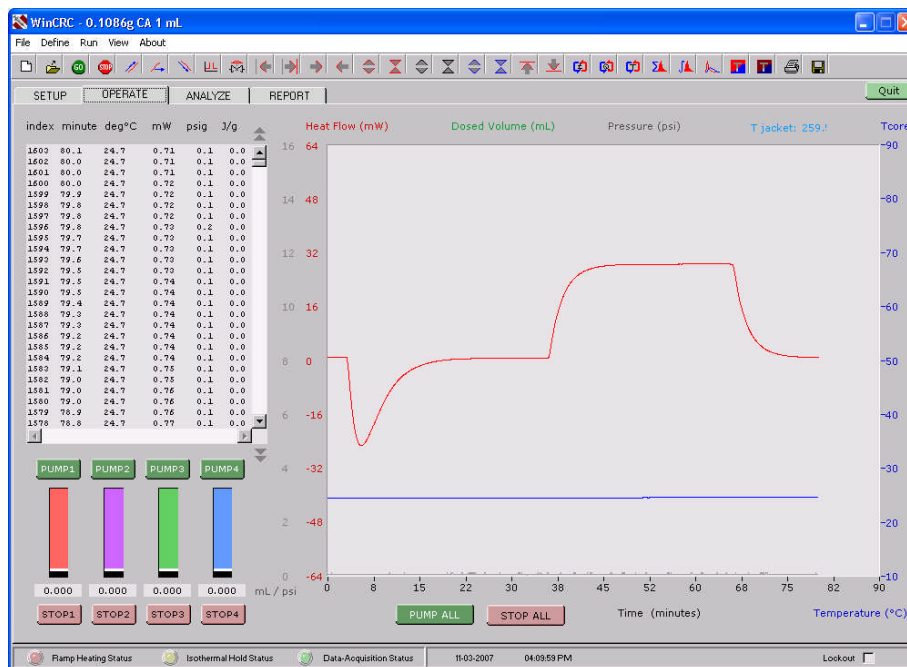 WinCRC - 0.1086g CA 1 mL
File Define Run View About
GO STOP
SETUP OPERATE ANALYZE REPORT Quit
index minute deg°C mW psig J/g
1603 80.1 24.7 0.71 0.1 0.0
1602 80.0 24.7 0.71 0.1 0.0
1601 80.0 24.7 0.71 0.1 0.0
1600 80.0 24.7 0.72 0.1 0.0
1599 79.9 24.7 0.72 0.1 0.0
1598 79.8 24.7 0.72 0.1 0.0
1597 79.8 24.7 0.72 0.1 0.0
1596 79.8 24.7 0.73 0.2 0.0
1595 79.7 24.7 0.73 0.1 0.0
1594 79.7 24.7 0.73 0.1 0.0
1593 79.6 24.7 0.73 0.1 0.0
1592 79.5 24.7 0.73 0.1 0.0
1591 79.5 24.7 0.74 0.1 0.0
1590 79.5 24.7 0.74 0.1 0.0
1589 79.4 24.7 0.74 0.1 0.0
1588 79.3 24.7 0.74 0.1 0.0
1587 79.3 24.7 0.74 0.1 0.0
1586 79.2 24.7 0.74 0.1 0.0
1585 79.2 24.7 0.74 0.1 0.0
1584 79.2 24.7 0.74 0.1 0.0
1583 79.1 24.7 0.75 0.1 0.0
1582 79.0 24.7 0.75 0.1 0.0
1581 79.0 24.7 0.76 0.1 0.0
1580 79.0 24.7 0.76 0.1 0.0
1579 78.9 24.7 0.76 0.1 0.0
1578 78.8 24.7 0.77 0.1 0.0
PUMP1 PUMP2 PUMP3 PUMP4
0.000 0.000 0.000 0.000 mL / psi
STOP1 STOP2 STOP3 STOP4
Heat Flow (mW) Dosed Volume (mL) Pressure (psi) T jacket: 259.! Tcore
16 64 90
14 48 80
12 32 70
10 16 60
8 0 50
6 -16 40
4 -32 30
2 -48 20
0 -64 10
0 8 15 22 30 38 45 52 60 68 75 82 90
PUMP ALL STOP ALL Time (minutes) Temperature (°C)
Ramp Heating Status Isothermal Hold Status Data-Acquisition Status 11-03-2007 04:09:59 PM Lockout